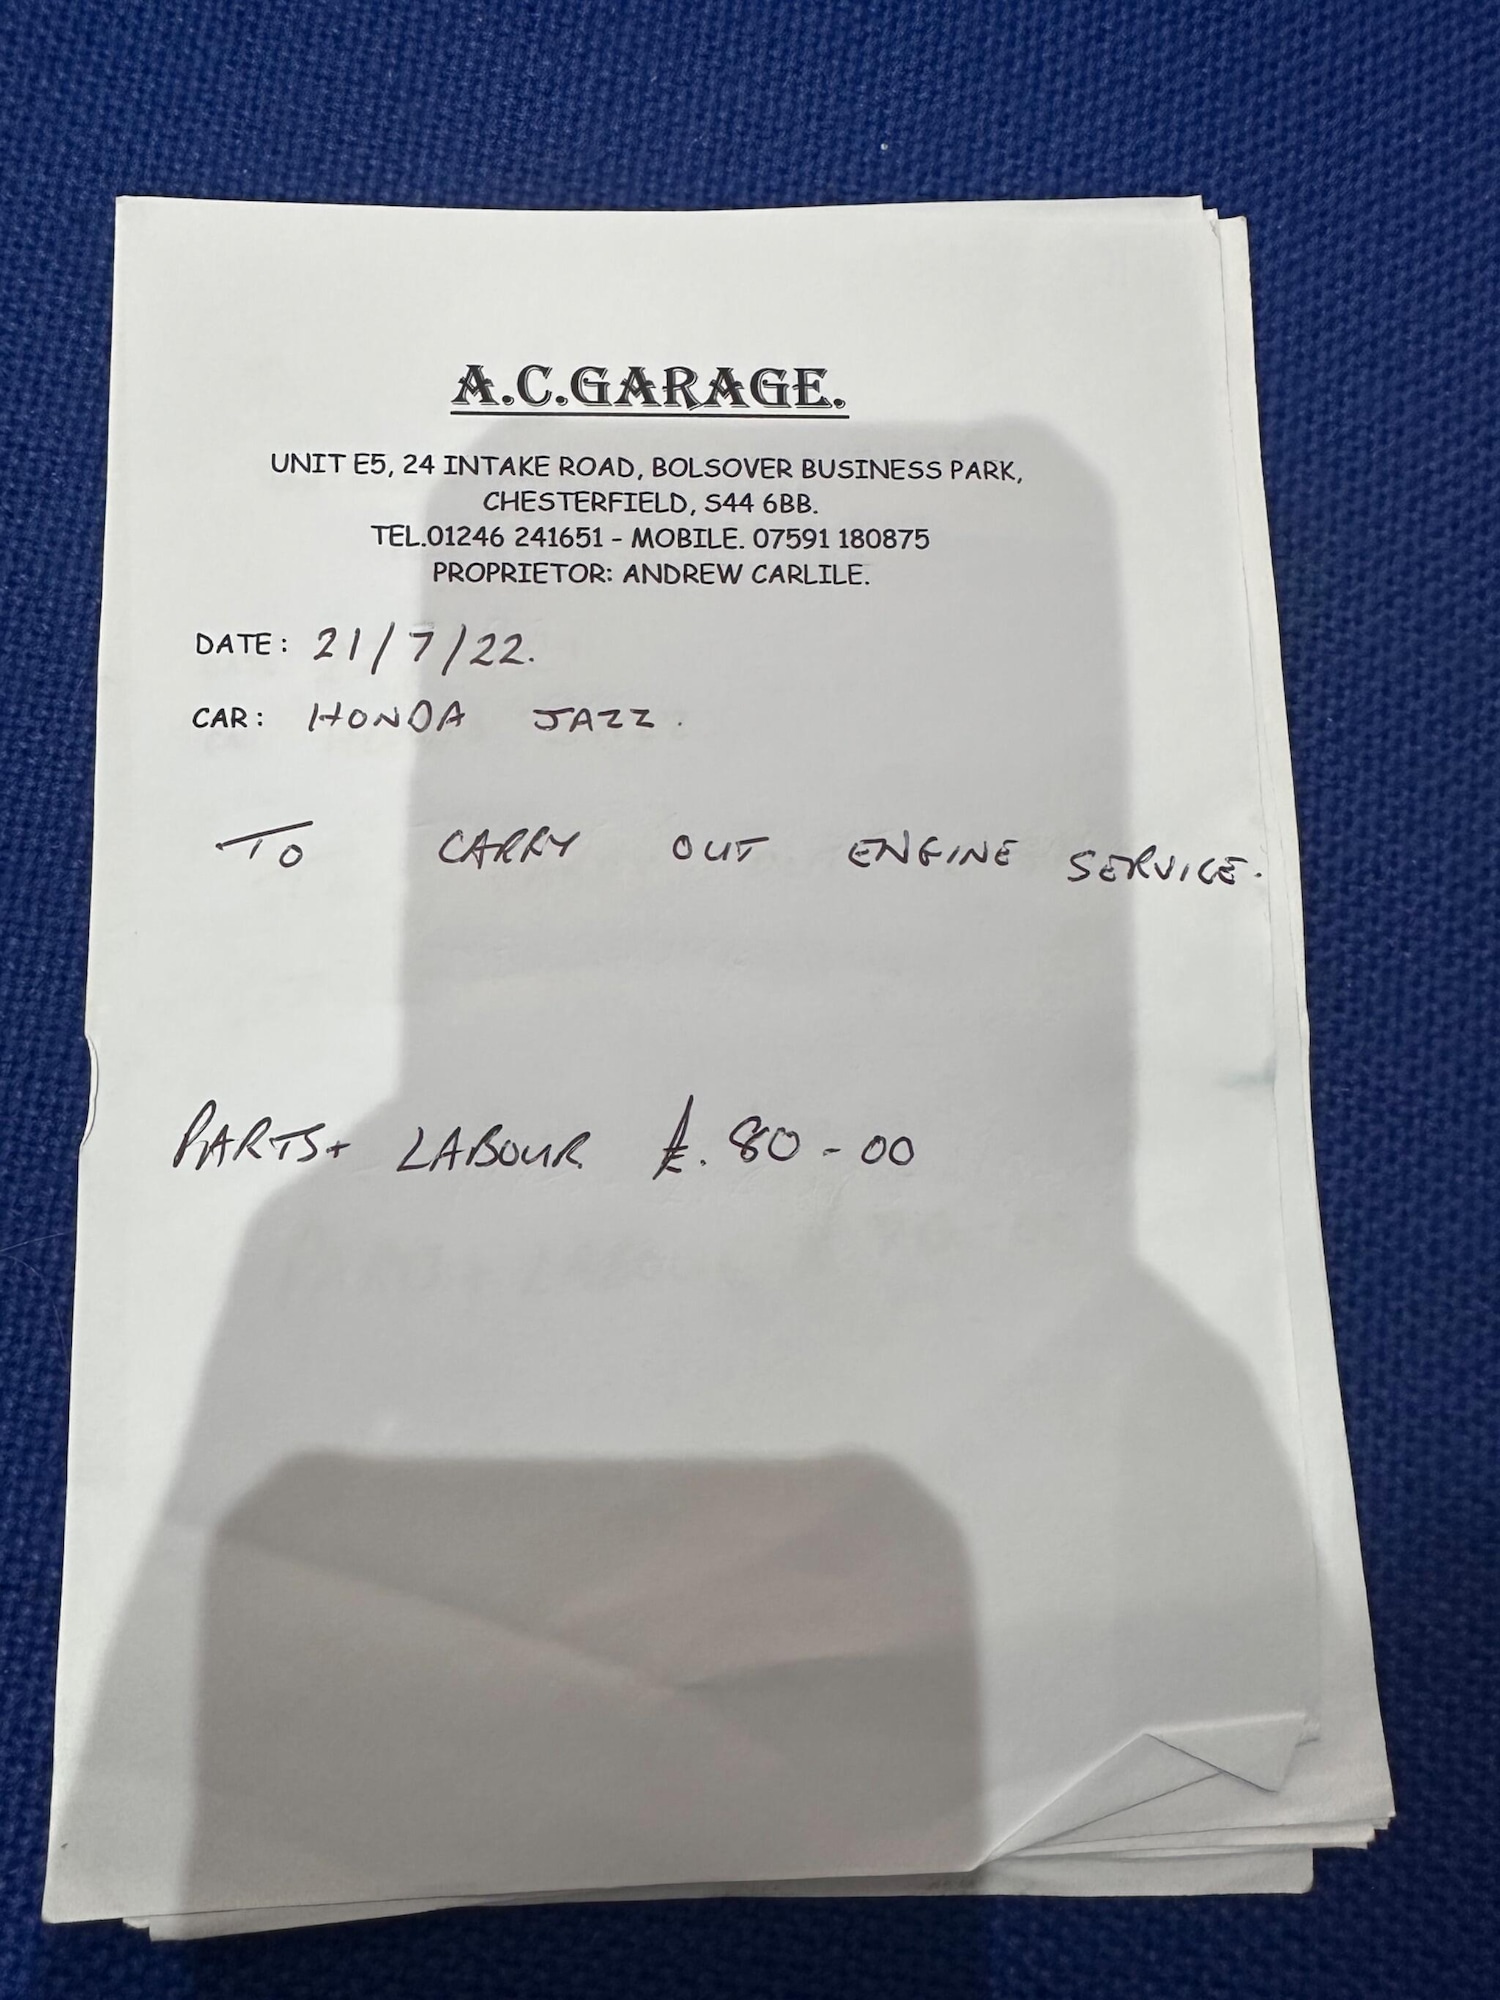 A.C.GARAGE.
UNIT E5, 24 INTAKE ROAD, BOLSOVER BUSINESS PARK,
CHESTERFIELD, S44 6BB.
TEL.01246 241651 - MOBILE. 07591 180875
PROPRIETOR: ANDREW CARLILE.
DATE: 21/7/22.
CAR: HONDA JAZZ.
TO CARRY OUT ENGINE SERVICE.
PARTS+ LABOUR £.80-00